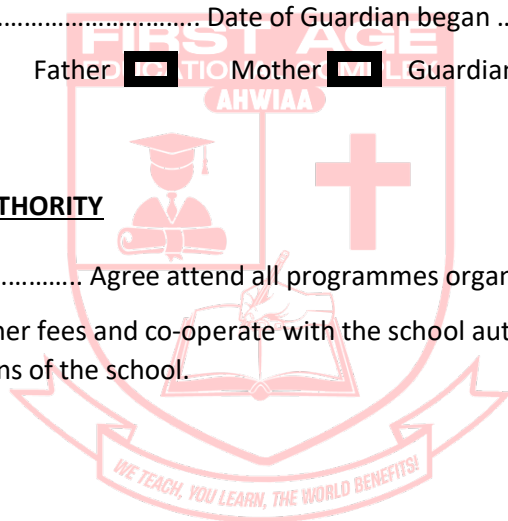 ............................... Date of Guardian began ..
FIRST AGE
Father Mother Guardian
AHWIAA
THORITY
............ Agree attend all programmes organ
ner fees and co-operate with the school aut
ns of the school.
WE TEACH, YOU LEARN, THE WORLD BENEFITS!